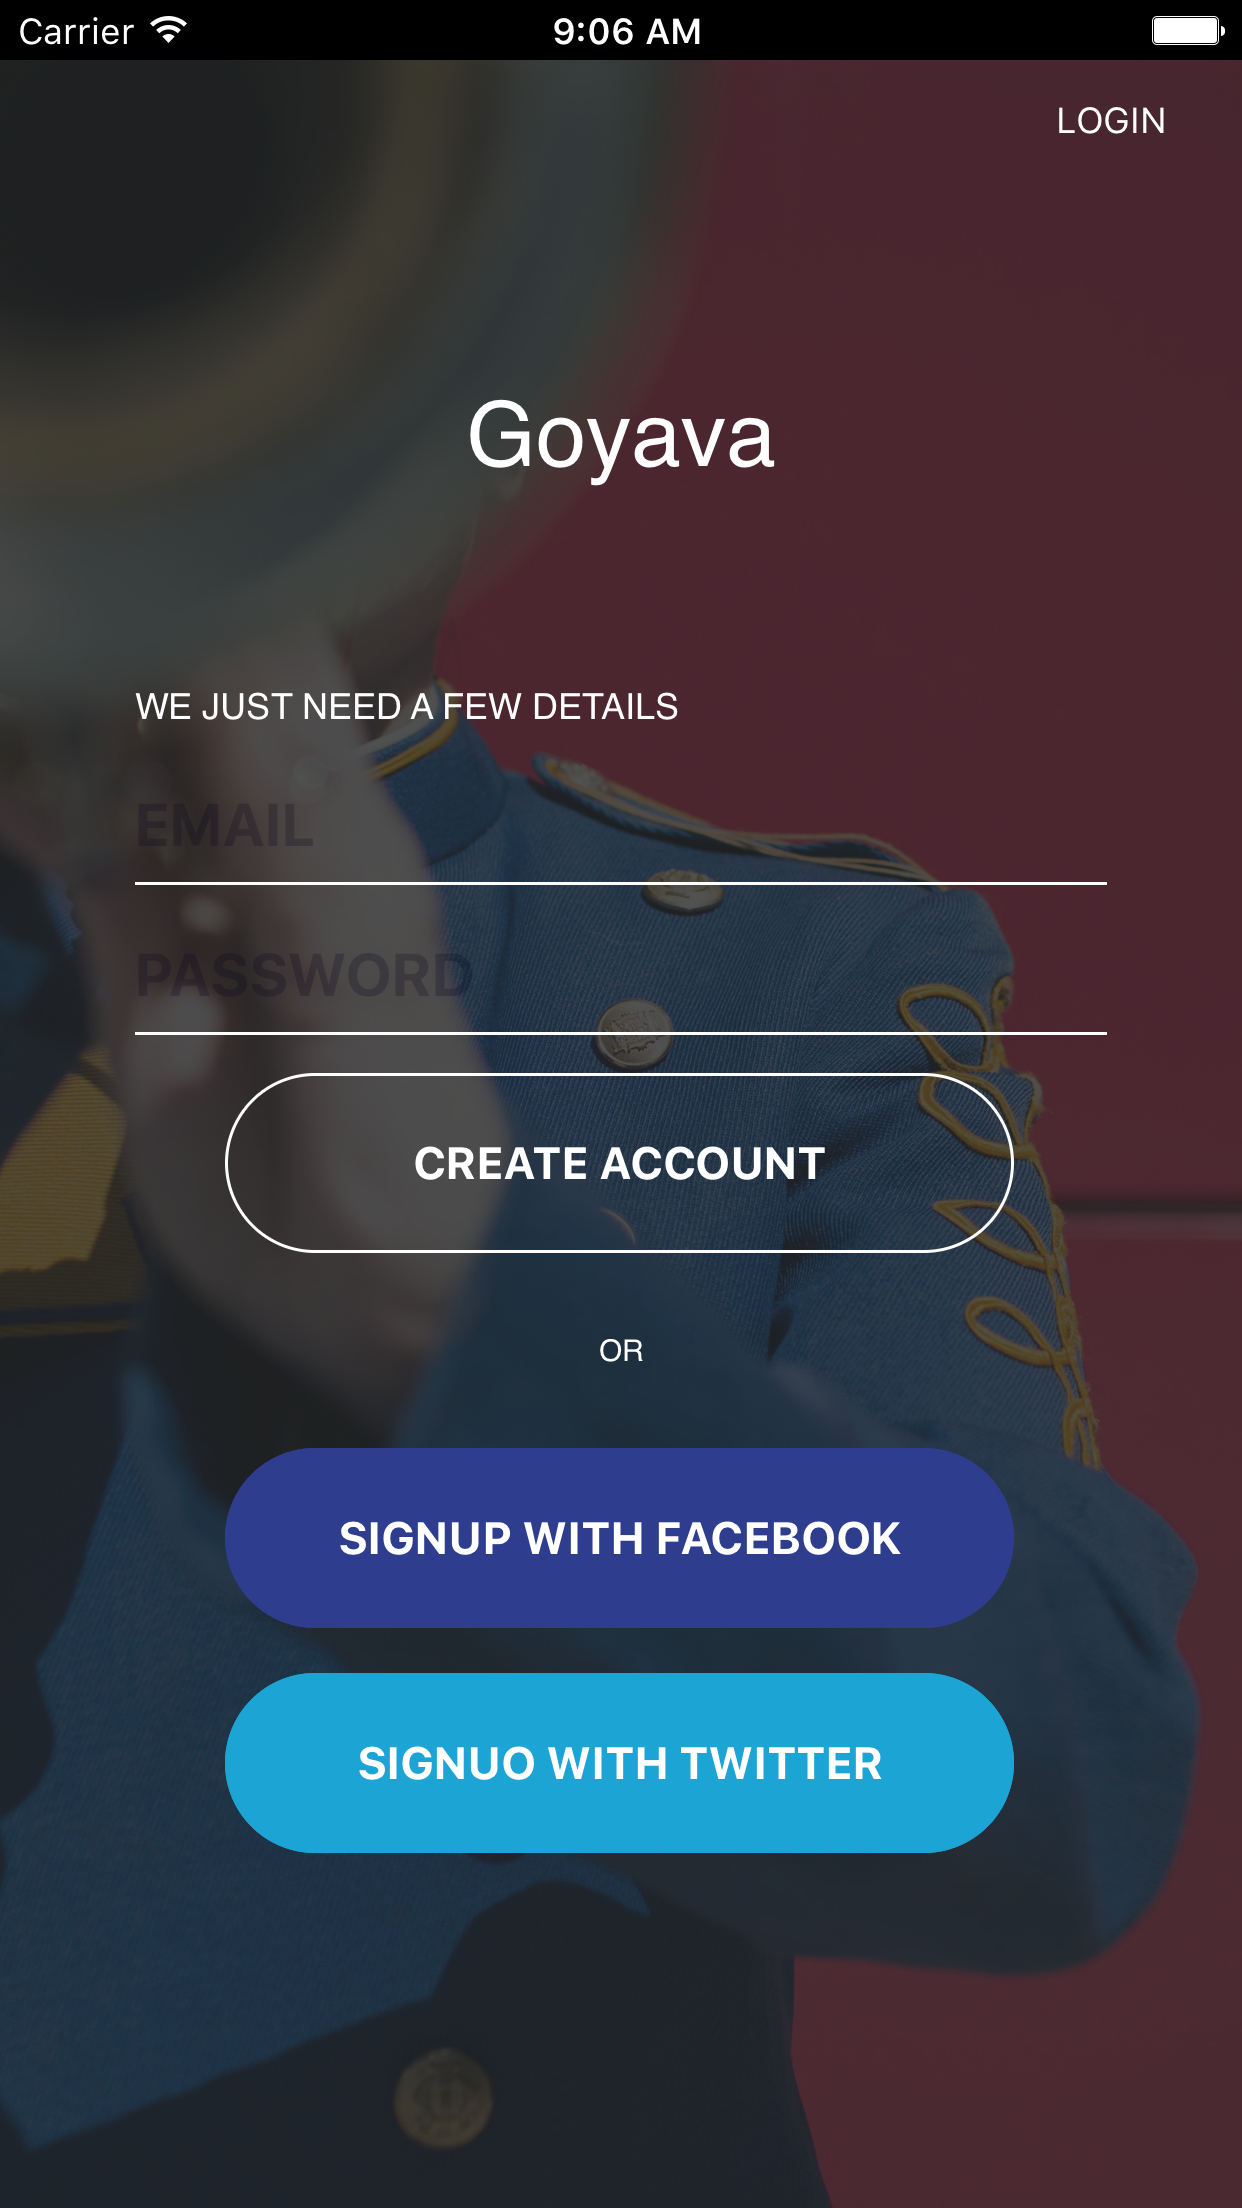 Carrier 9:06 AM
LOGIN
Goyava
WE JUST NEED A FEW DETAILS
EMAIL
PASSWORD
CREATE ACCOUNT
OR
SIGNUP WITH FACEBOOK
SIGNUO WITH TWITTER